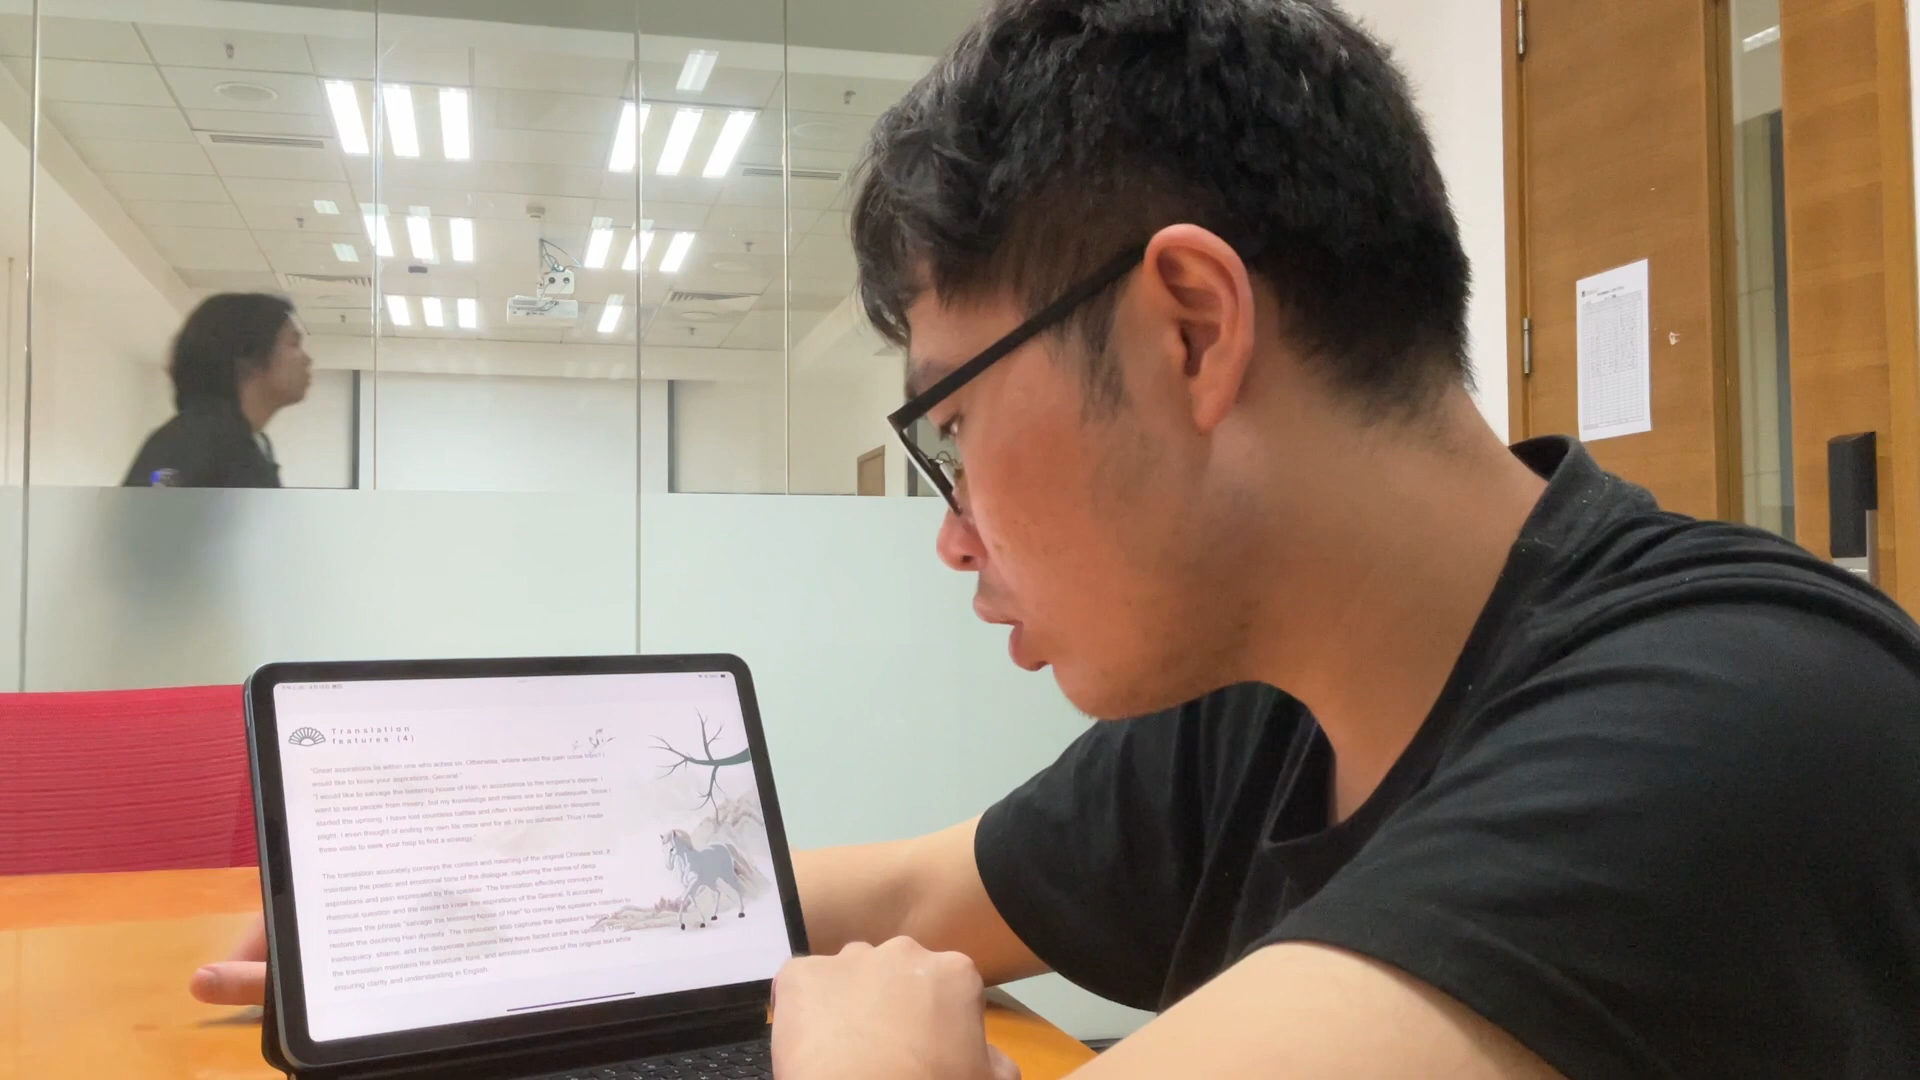 Translation
features (4)
"Great aspirations lie within one who ached so. Otherwise, where would the pain come from? I
would like to know your aspirations, General."
"I would like to salvage the teetering house of Han, in accordance to the emperor's dismay. I
want to save people from misery, but my knowledge and means are so far inadequate. Since I
started the uprising, I have lost countless battles and often I wandered about in desperate
plight. I even thought of ending my own life once and for all. I'm so ashamed. Thus I made
three visits to seek your help to find a strategy."
The translation accurately conveys the content and meaning of the original Chinese text. It
maintains the poetic and emotional tone of the dialogue, capturing the sense of deep
aspirations and pain expressed by the speaker. The translation effectively conveys the
rhetorical question and the desire to know the aspirations of the General. It accurately
translates the phrase "salvage the teetering house of Han" to convey the speaker's intention to
restore the declining Han dynasty. The translation also captures the speaker's feelings of
inadequacy, shame, and the desperate situations they have faced since the uprising. Overall,
the translation maintains the structure, tone, and emotional nuances of the original text while
ensuring clarity and understanding in English.